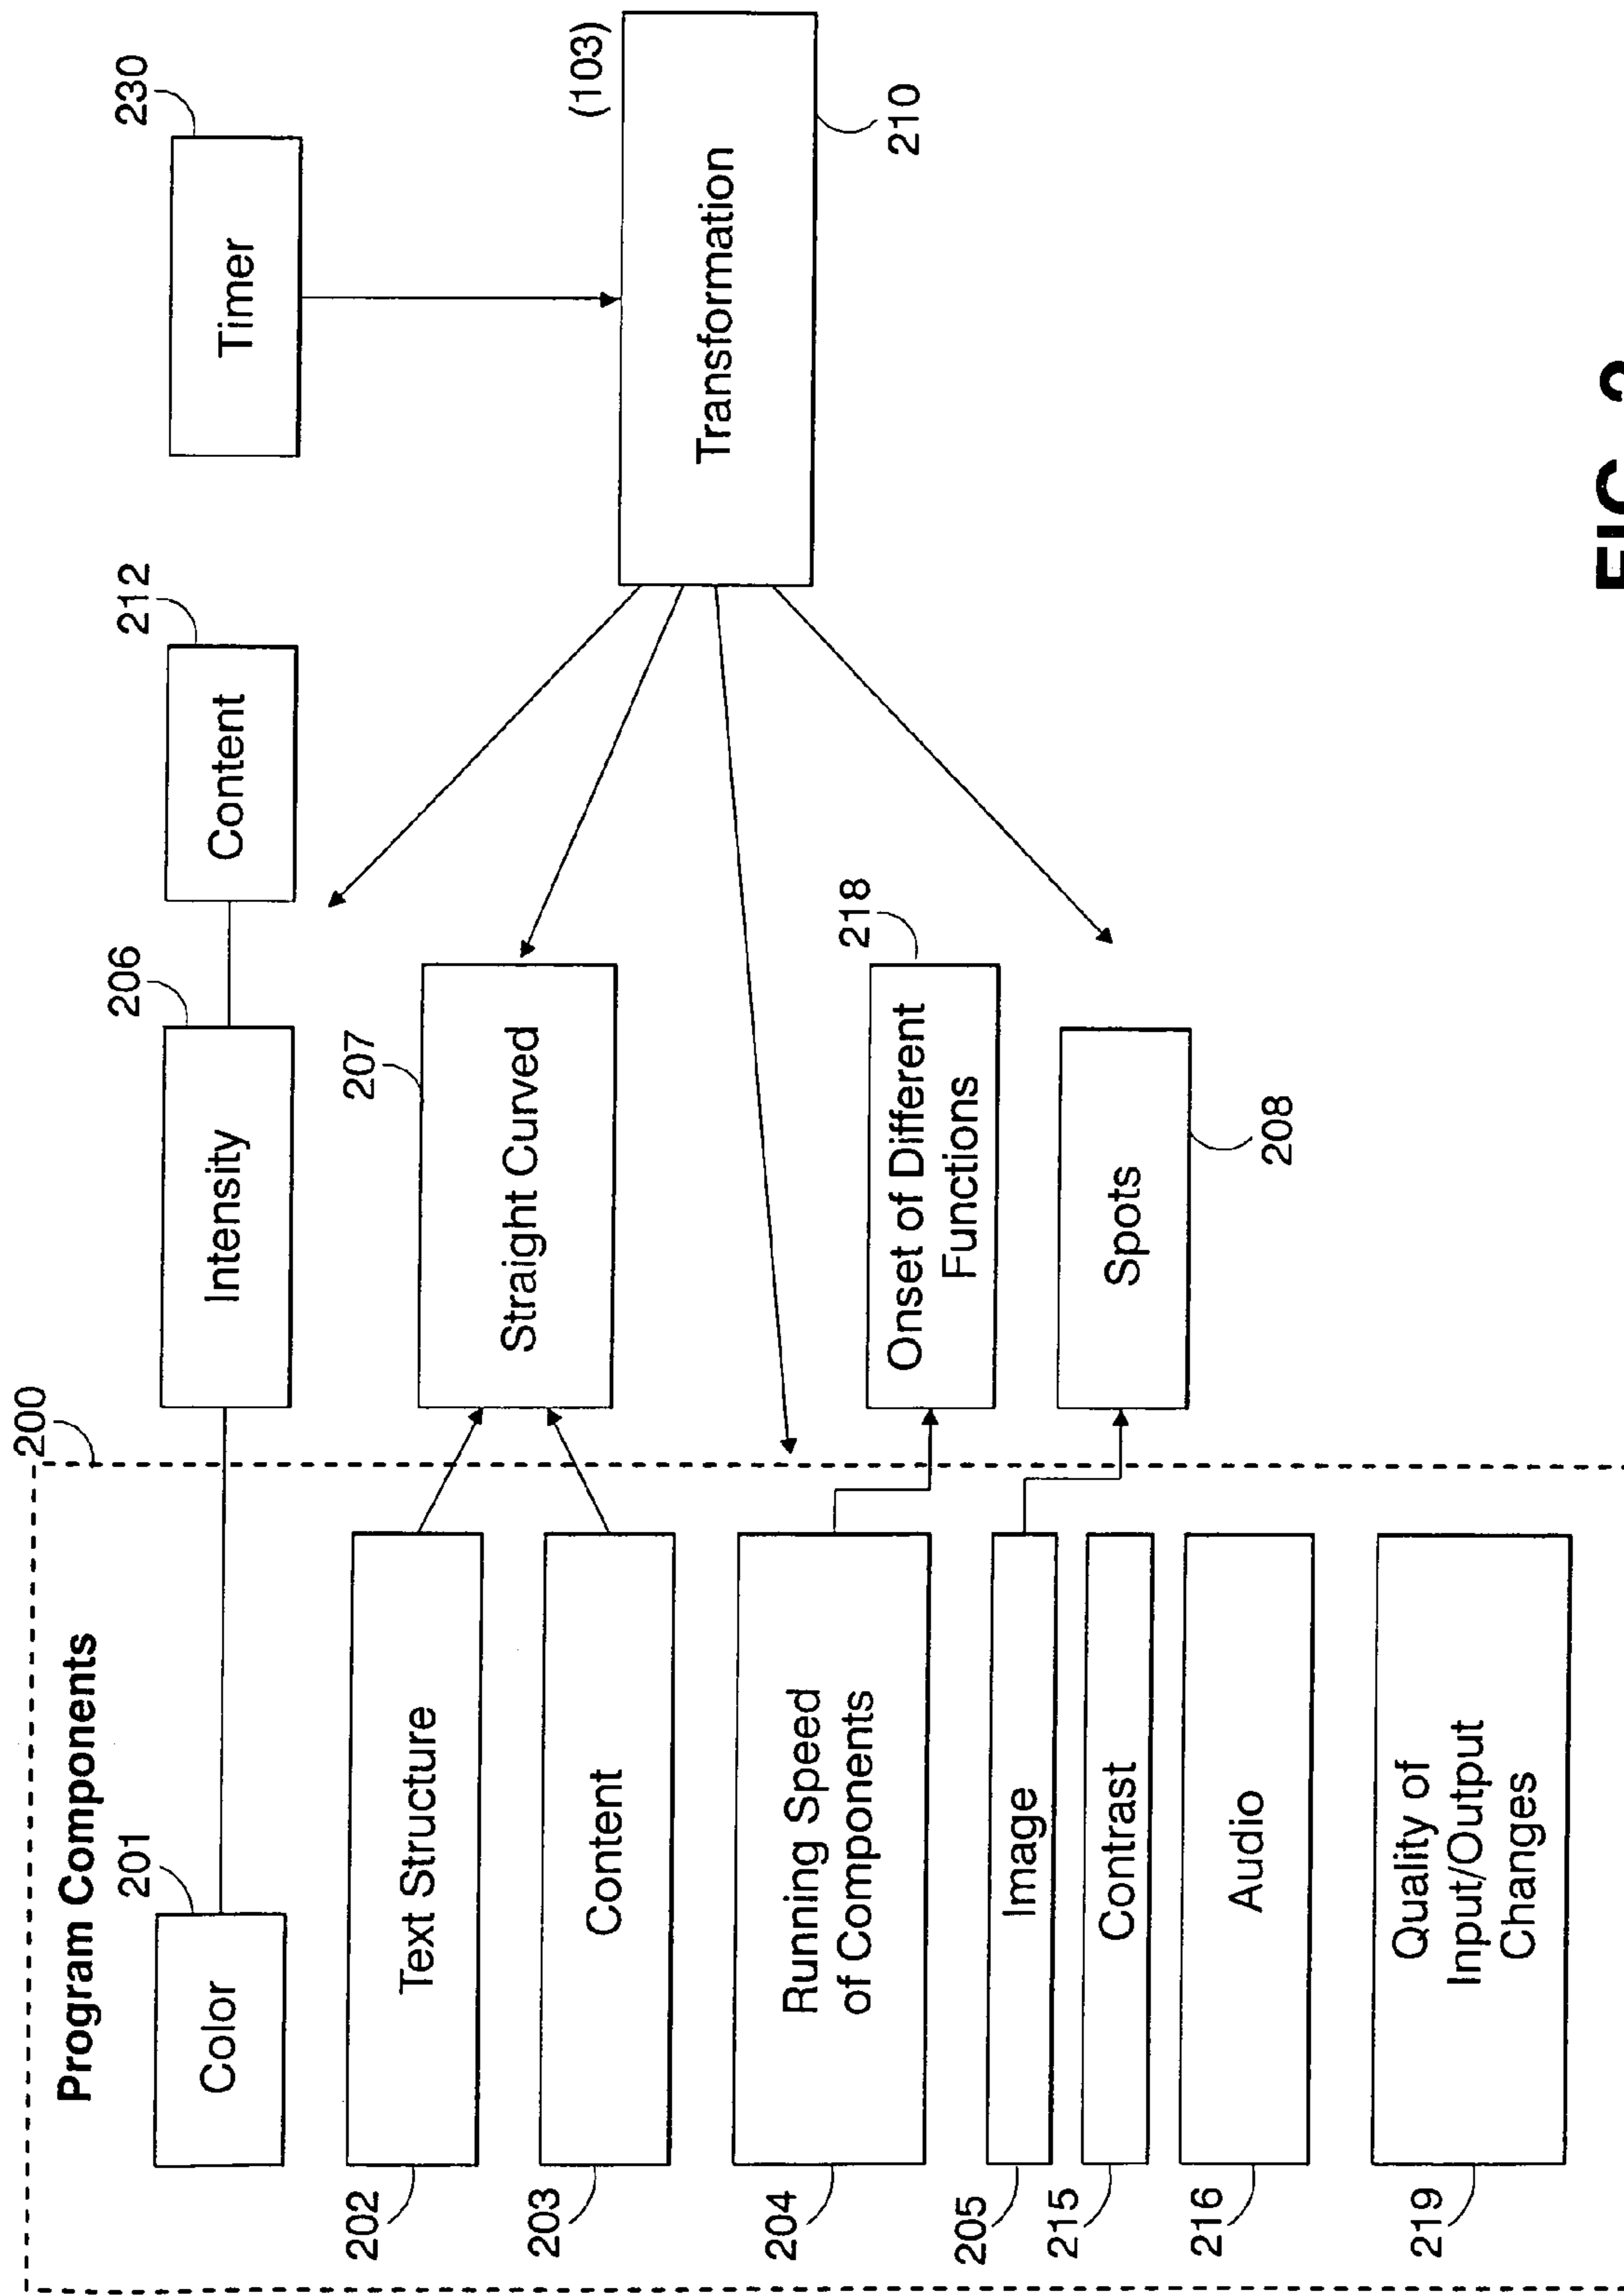 200
Program Components
201
206
212
230
Color
Intensity
Content
Timer
207
202
Text Structure
Straight Curved
203
Content
(103)
Transformation
210
204
Running Speed
of Components
218
Onset of Different
Functions
205
Image
215
Contrast
Spots
208
216
Audio
219
Quality of
Input/Output
Changes
FIG.